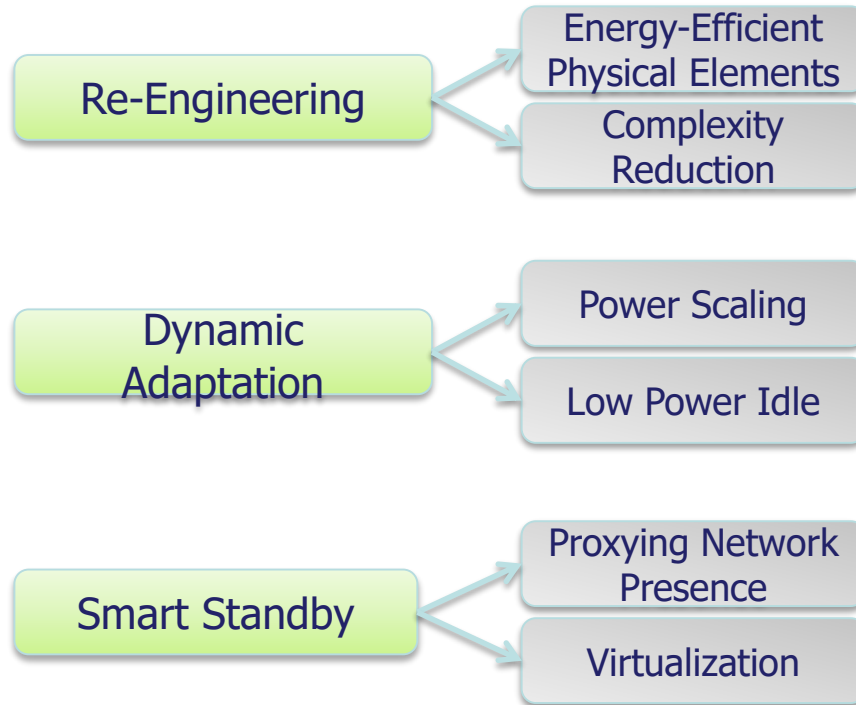 Re-Engineering
Energy-Efficient
Physical Elements
Complexity
Reduction
Dynamic
Adaptation
Power Scaling
Low Power Idle
Smart Standby
Proxying Network
Presence
Virtualization